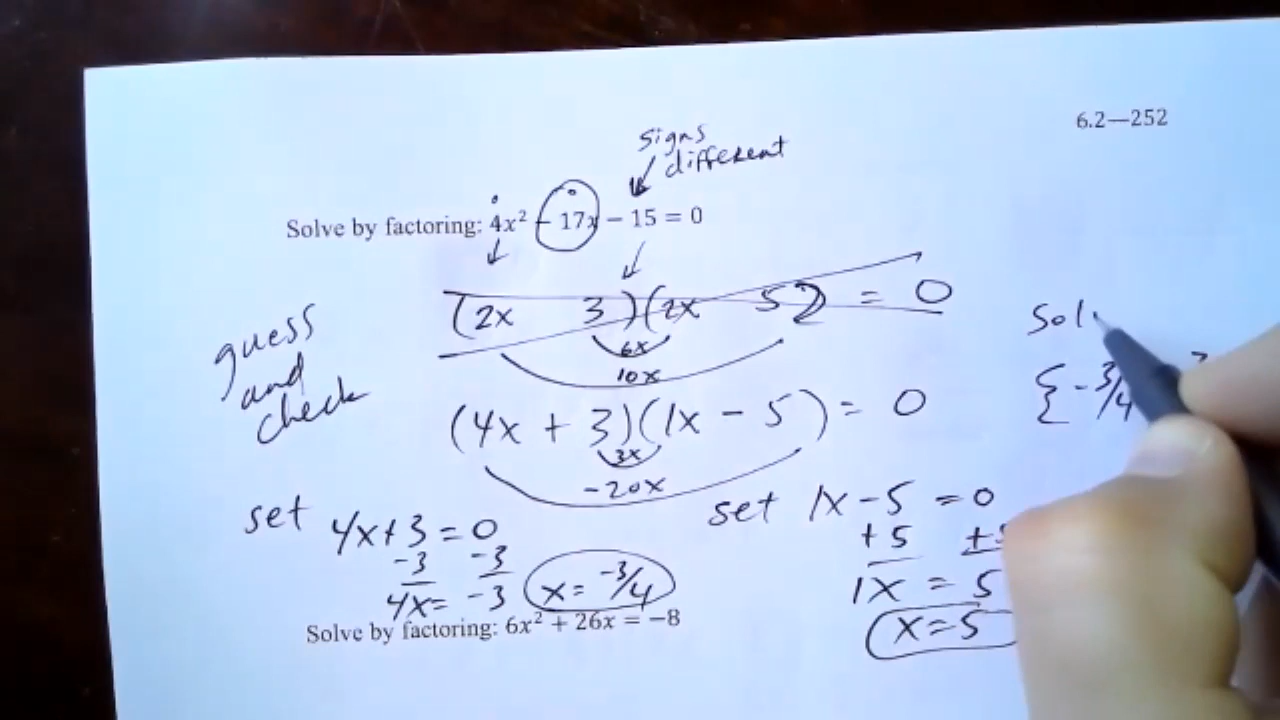 6.2—252
signs
different
Solve by factoring: 4x² − 17x − 15 = 0
(2x 3)(2x 5) = 0
6x
10x
guess
and
check
(4x + 3)(1x − 5) = 0
3x
-20x
{-3/4
set 4x+3 = 0
-3 -3
4x = -3
x = -3/4
set 1x − 5 = 0
+5
1x = 5
x = 5
Solve by factoring: 6x² + 26x = −8